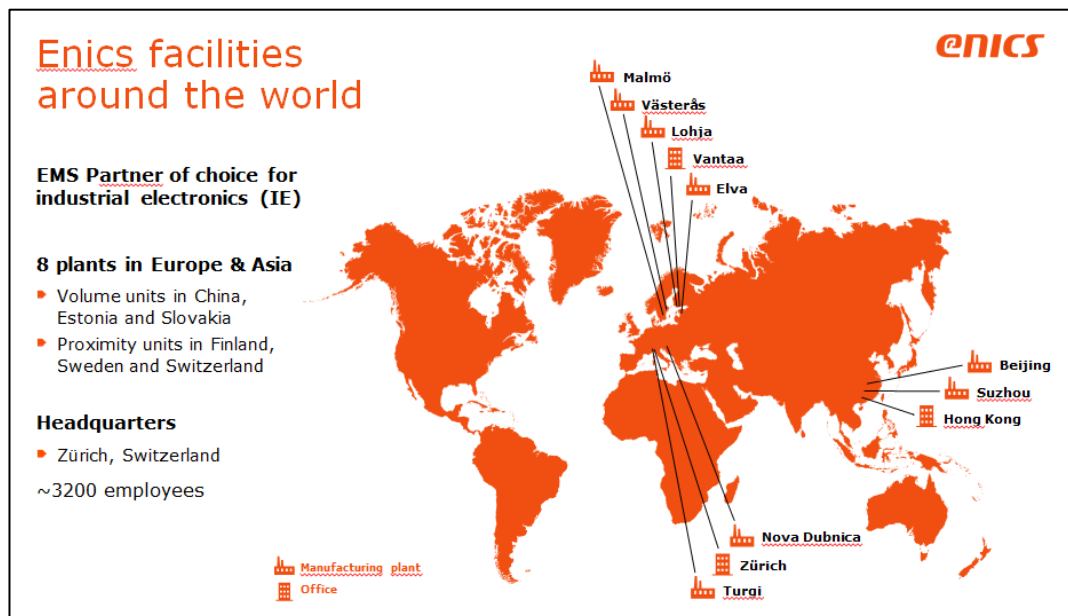 Enics facilities
around the world
enics
EMS Partner of choice for
industrial electronics (IE)
8 plants in Europe & Asia
Volume units in China,
Estonia and Slovakia
Proximity units in Finland,
Sweden and Switzerland
Headquarters
Zürich, Switzerland
~3200 employees
Malmö
Västerås
Lohja
Vantaa
Elva
Beijing
Suzhou
Hong Kong
Nova Dubnica
Zürich
Turgi
Manufacturing plant
Office